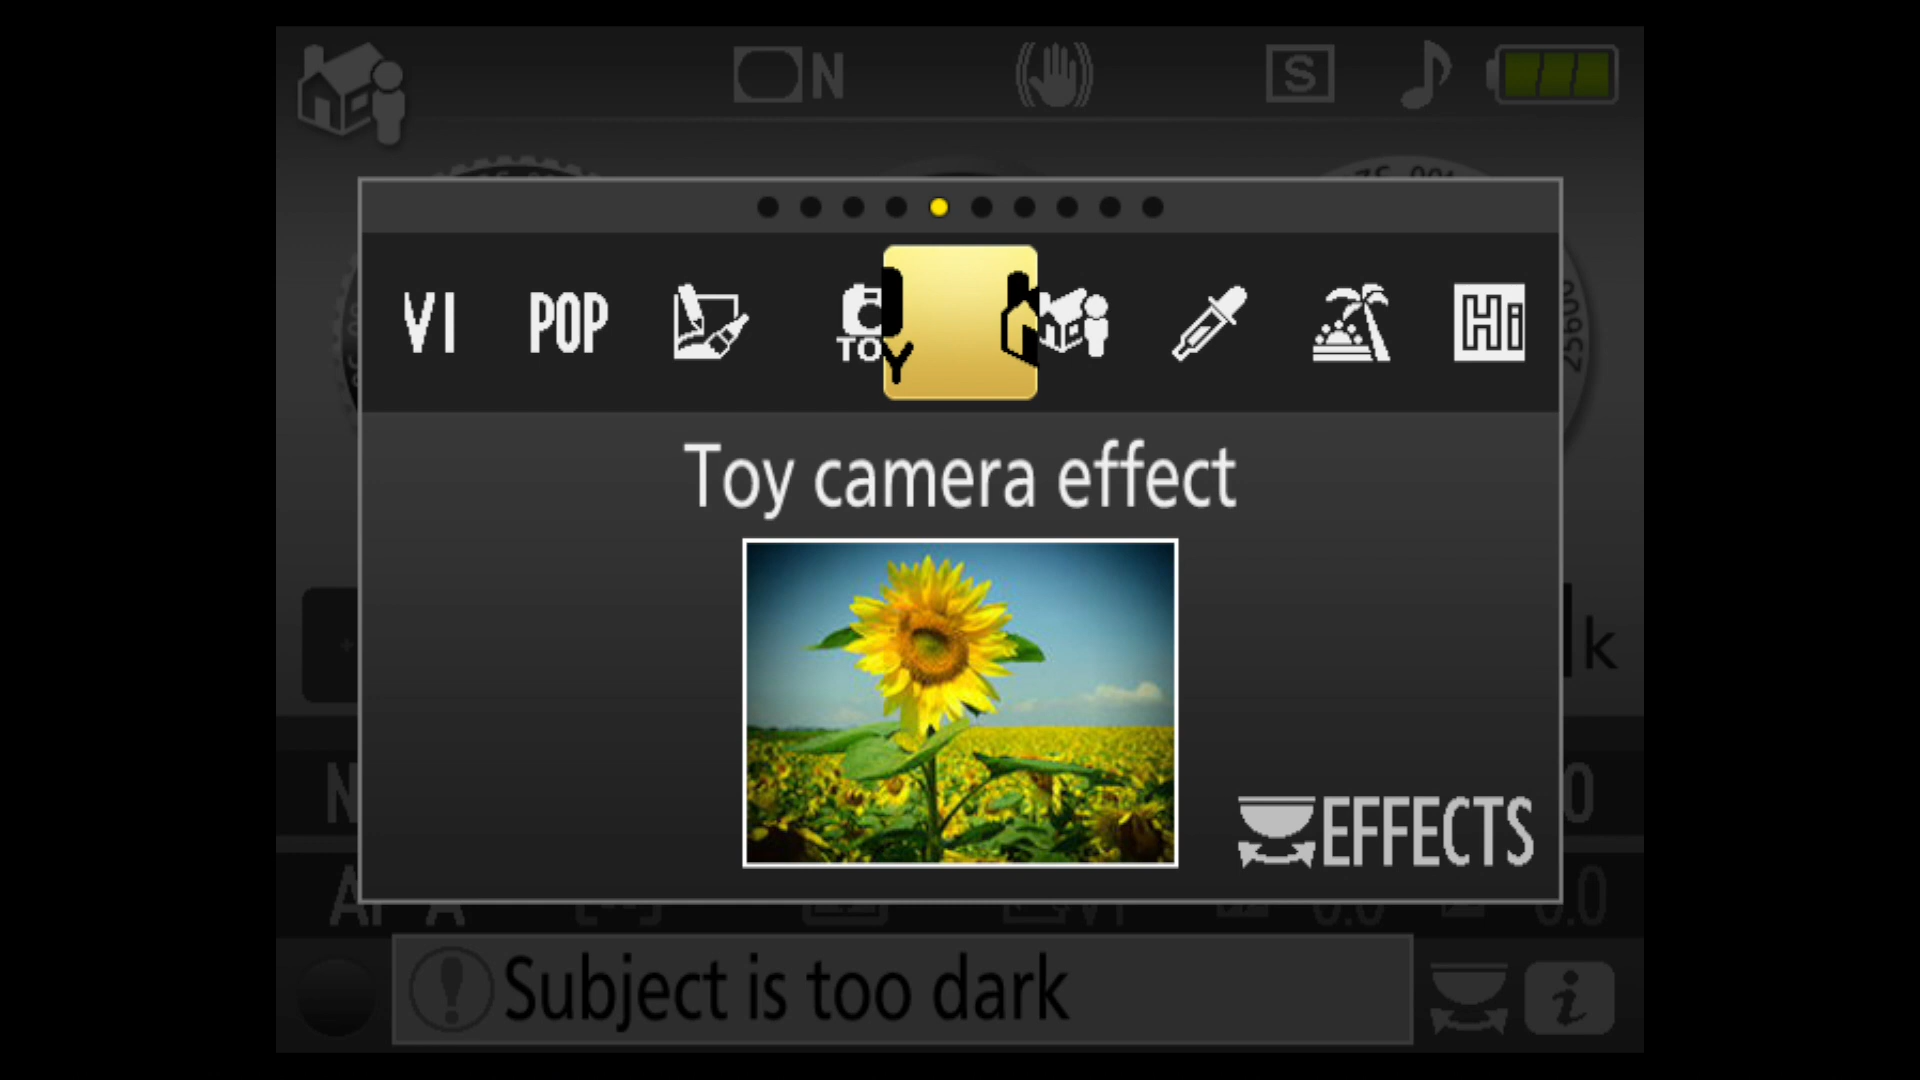 N S
VI POP TOY Hi
Toy camera effect
EFFECTS
Subject is too dark
i